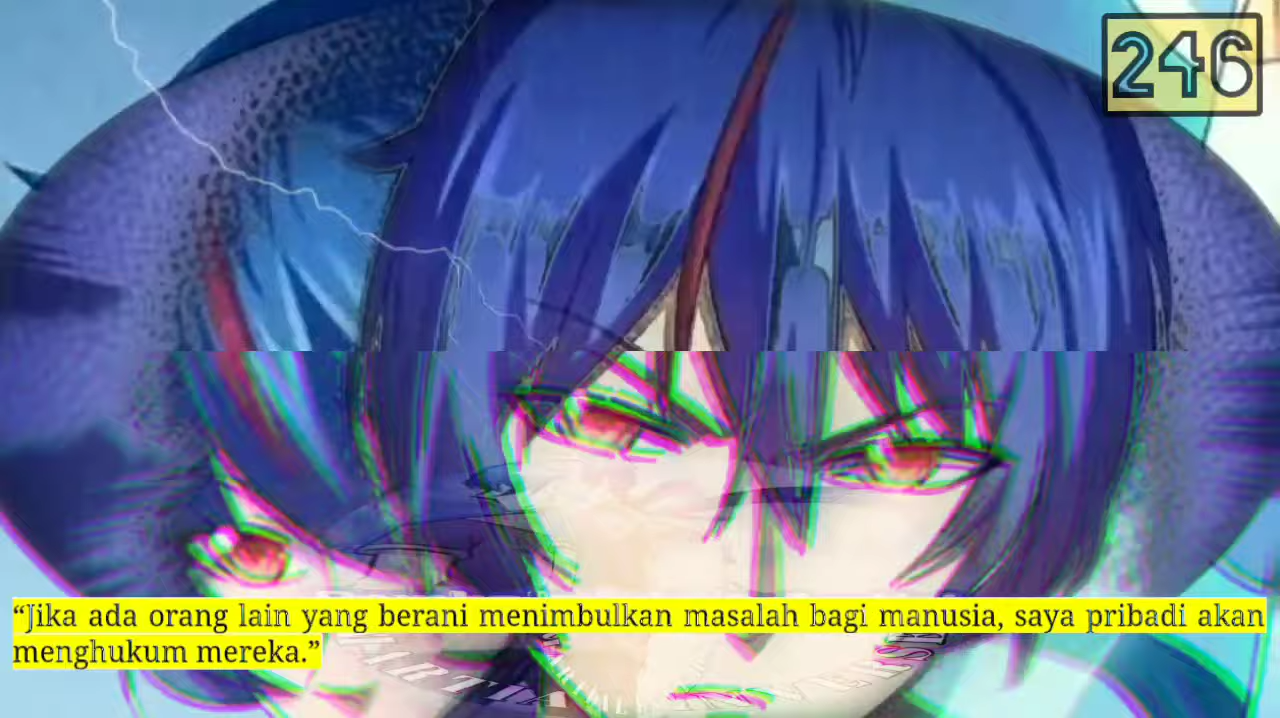 246
“Jika ada orang lain yang berani menimbulkan masalah bagi manusia, saya pribadi akan
menghukum mereka.”